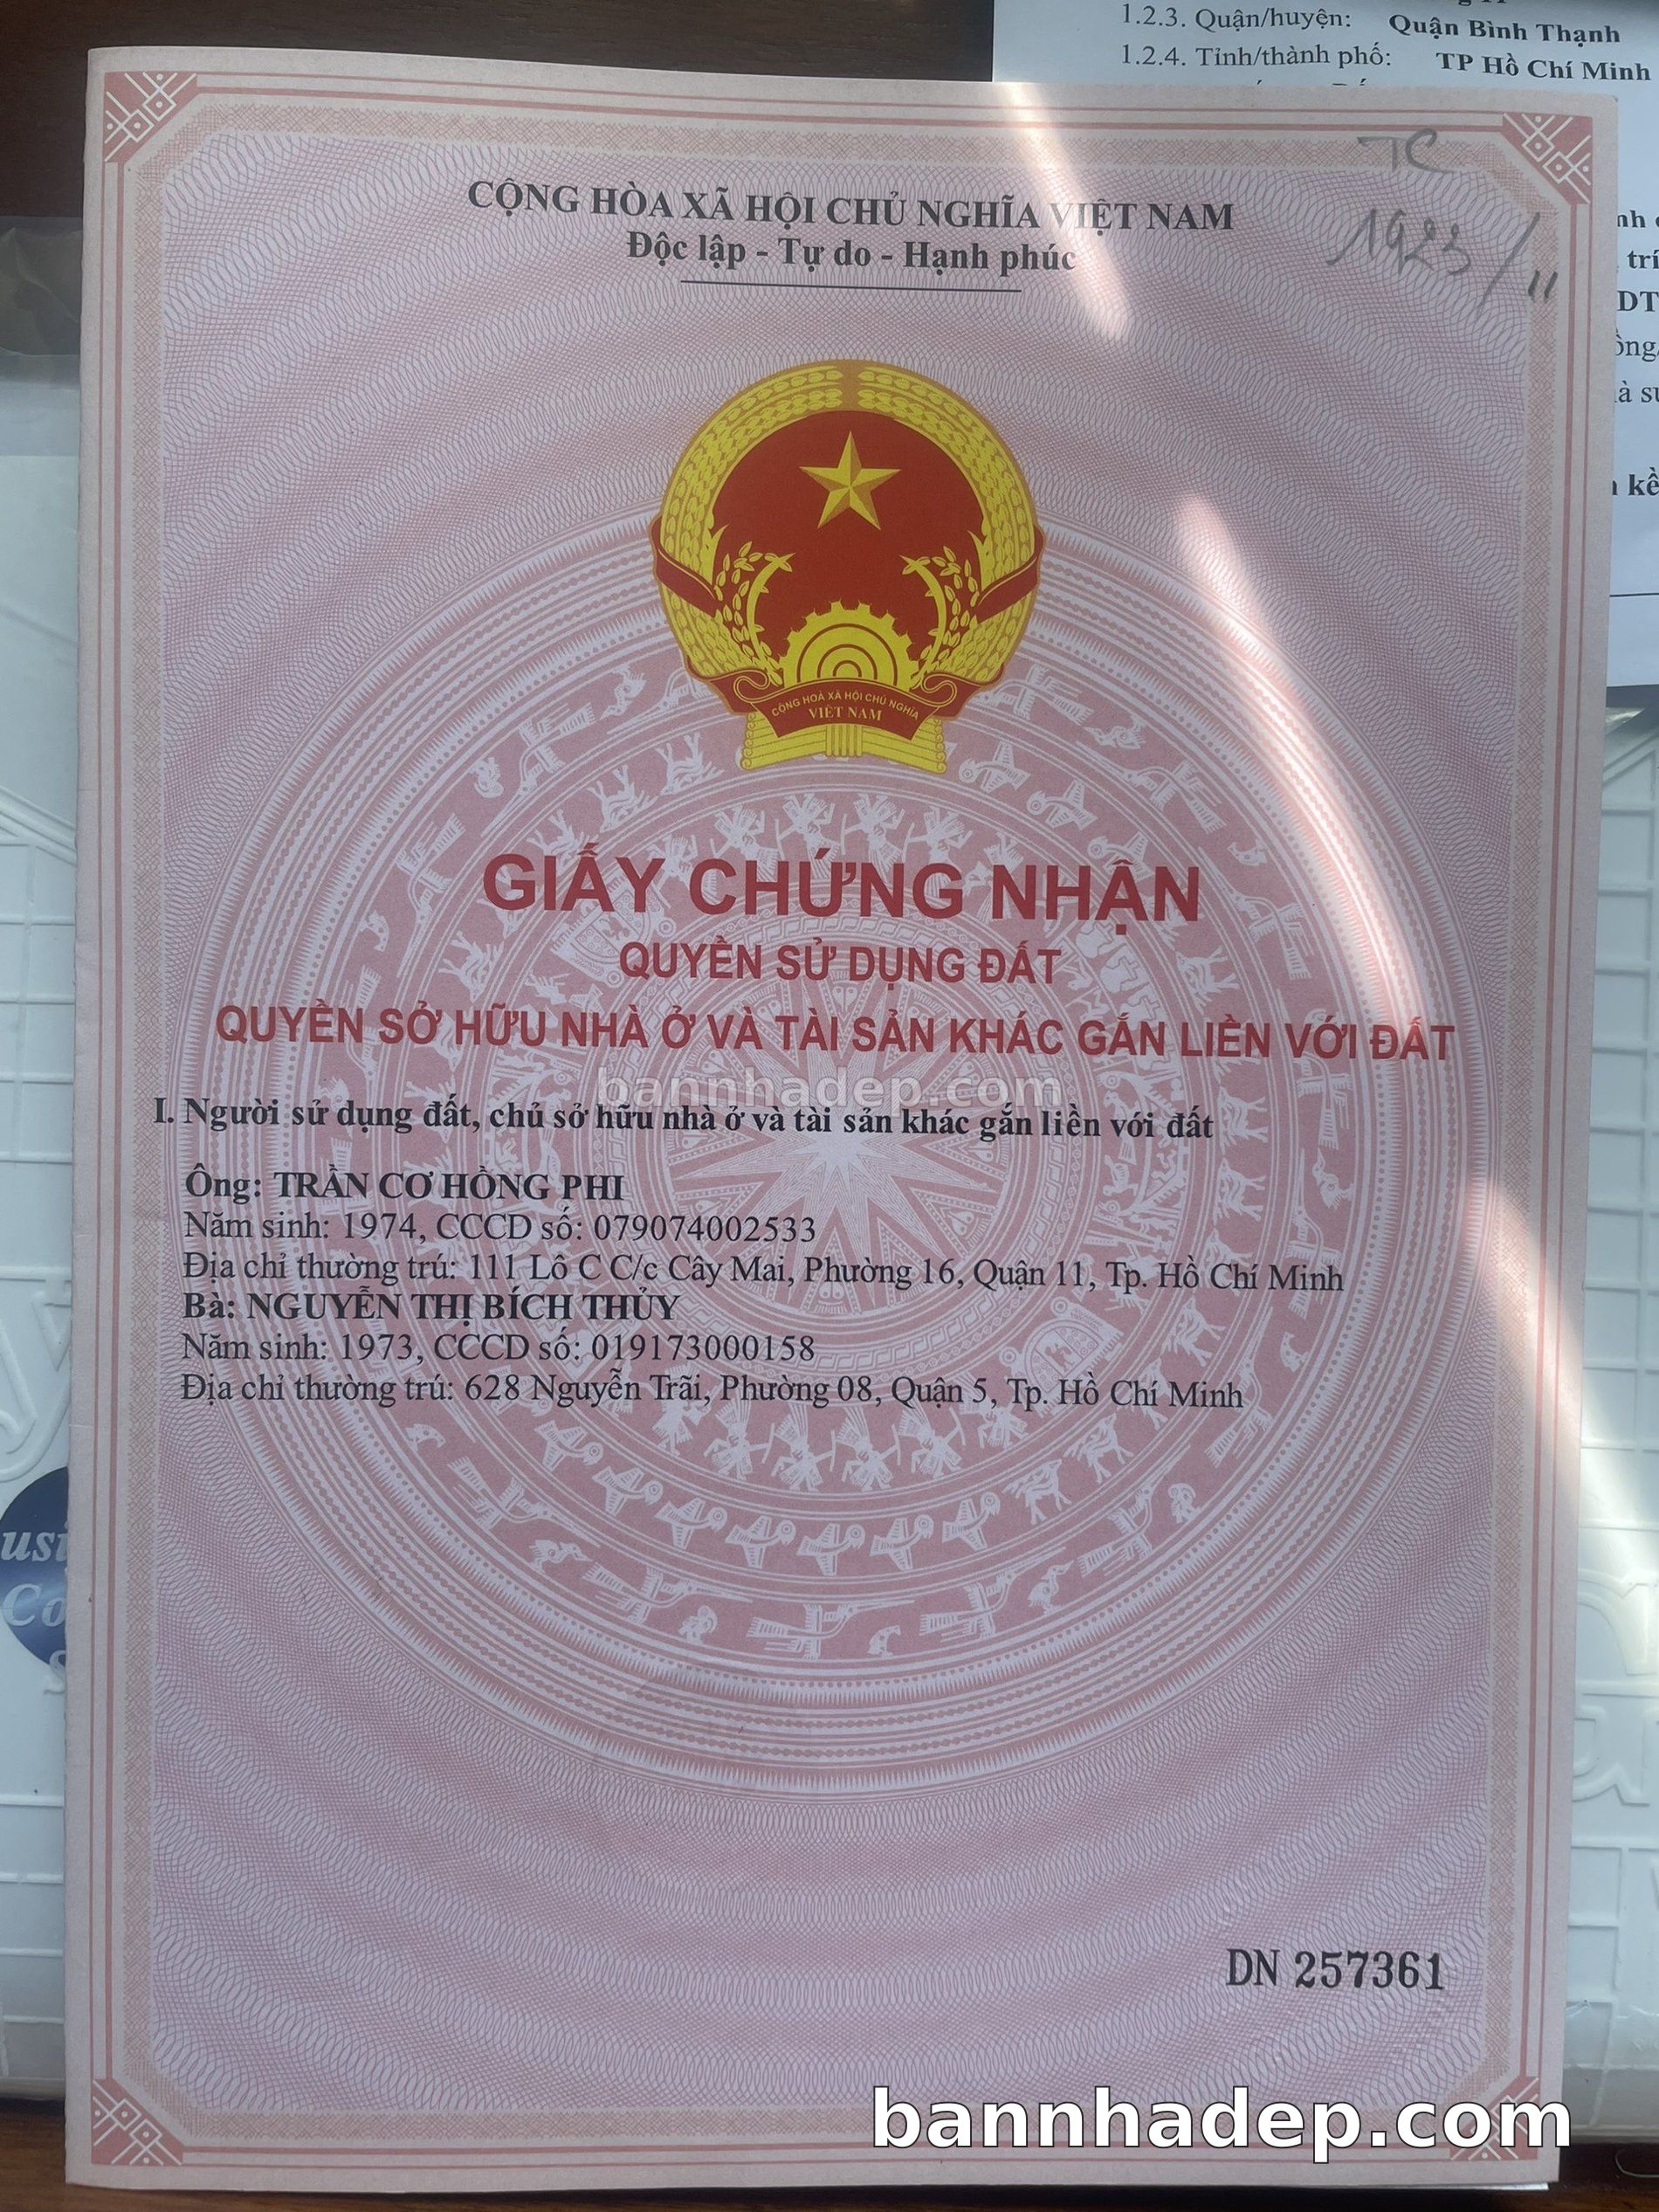 1.2.3. Quận/huyện: Quận Bình Thạnh
1.2.4. Tỉnh/thành phố: TP Hồ Chí Minh
TC
1923/11
CỘNG HÒA XÃ HỘI CHỦ NGHĨA VIỆT NAM
Độc lập - Tự do - Hạnh phúc
CỘNG HOÀ XÃ HỘI CHỦ NGHĨA
VIỆT NAM
GIẤY CHỨNG NHẬN
QUYỀN SỬ DỤNG ĐẤT
QUYỀN SỞ HỮU NHÀ Ở VÀ TÀI SẢN KHÁC GẮN LIỀN VỚI ĐẤT
bannhadep.com
I. Người sử dụng đất, chủ sở hữu nhà ở và tài sản khác gắn liền với đất
Ông: TRẦN CƠ HỒNG PHI
Năm sinh: 1974, CCCD số: 079074002533
Địa chỉ thường trú: 111 Lô C C/c Cây Mai, Phường 16, Quận 11, Tp. Hồ Chí Minh
Bà: NGUYỄN THỊ BÍCH THỦY
Năm sinh: 1973, CCCD số: 019173000158
Địa chỉ thường trú: 628 Nguyễn Trãi, Phường 08, Quận 5, Tp. Hồ Chí Minh
DN 257361
bannhadep.com